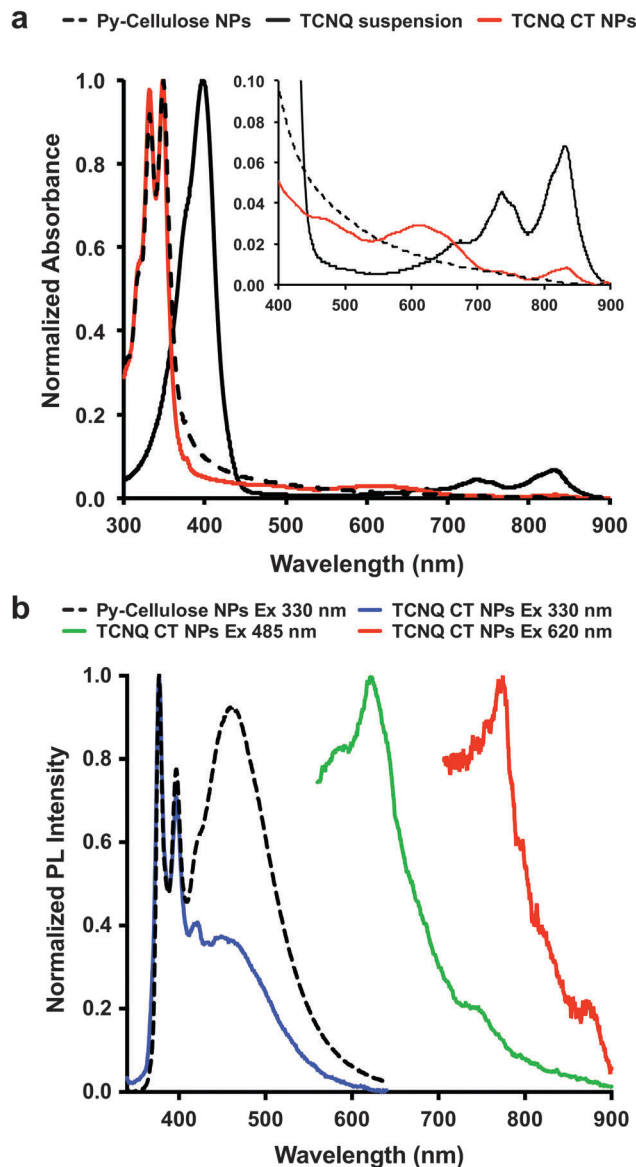 a
Py-Cellulose NPs TCNQ suspension TCNQ CT NPs
Normalized Absorbance
1.0
0.8
0.6
0.4
0.2
0.0
300 400 500 600 700 800 900
Wavelength (nm)
0.10
0.08
0.06
0.04
0.02
0.00
400 500 600 700 800 900
b
Py-Cellulose NPs Ex 330 nm TCNQ CT NPs Ex 330 nm
TCNQ CT NPs Ex 485 nm TCNQ CT NPs Ex 620 nm
Normalized PL Intensity
1.0
0.8
0.6
0.4
0.2
0.0
400 500 600 700 800 900
Wavelength (nm)